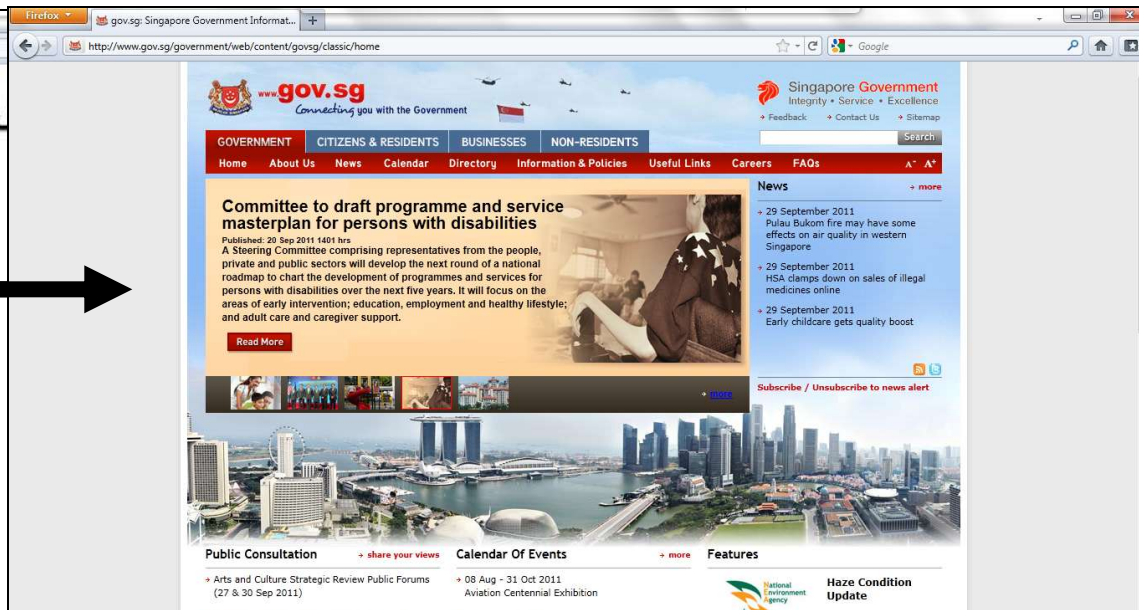 Firefox
gov.sg: Singapore Government Informat...
http://www.gov.sg/government/web/content/govsg/classic/home
Google
www.gov.sg
Connecting you with the Government
Singapore Government
Integrity • Service • Excellence
Feedback Contact Us Sitemap
Search
GOVERNMENT CITIZENS & RESIDENTS BUSINESSES NON-RESIDENTS
Home About Us News Calendar Directory Information & Policies Useful Links Careers FAQs A- A+
Committee to draft programme and service
masterplan for persons with disabilities
Published: 20 Sep 2011 1401 hrs
A Steering Committee comprising representatives from the people,
private and public sectors will develop the next round of a national
roadmap to chart the development of programmes and services for
persons with disabilities over the next five years. It will focus on the
areas of early intervention; education, employment and healthy lifestyle;
and adult care and caregiver support.
Read More
more
News more
29 September 2011
Pulau Bukom fire may have some
effects on air quality in western
Singapore
29 September 2011
HSA clamps down on sales of illegal
medicines online
29 September 2011
Early childcare gets quality boost
Subscribe / Unsubscribe to news alert
Public Consultation share your views
Arts and Culture Strategic Review Public Forums
(27 & 30 Sep 2011)
Calendar Of Events more
08 Aug - 31 Oct 2011
Aviation Centennial Exhibition
Features
National
Environment
Agency
Haze Condition
Update